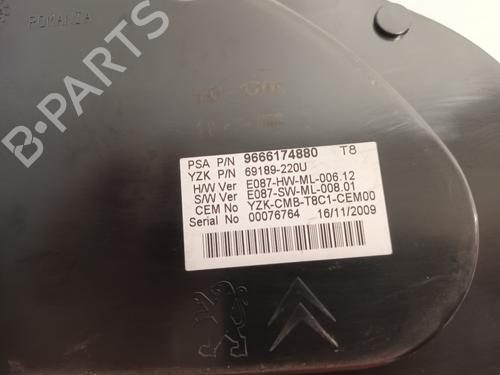 ROMANIA
PSA P/N 9666174880 T8
YZK P/N 69189-220U
H/W Ver E087-HW-ML-006.12
S/W Ver E087-SW-ML-008.01
CEM No YZK-CMB-T8C1-CEM00
Serial No 00076764 16/11/2009